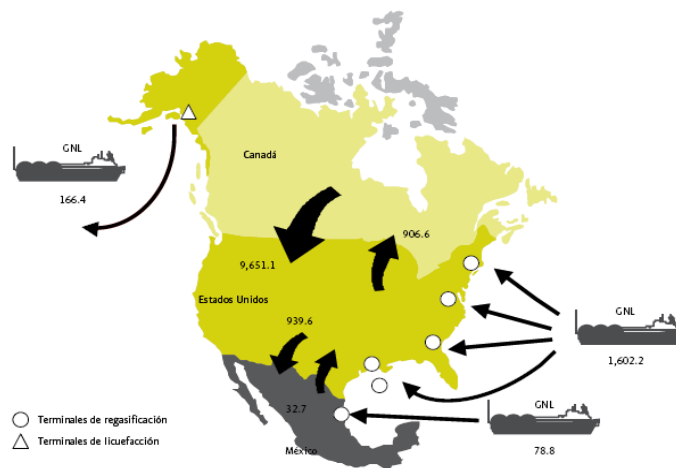 GNL
166.4
Canadá
906.6
9,651.1
Estados Unidos
939.6
GNL
1,602.2
32.7
México
GNL
78.8
Terminales de regasificación
Terminales de licuefacción